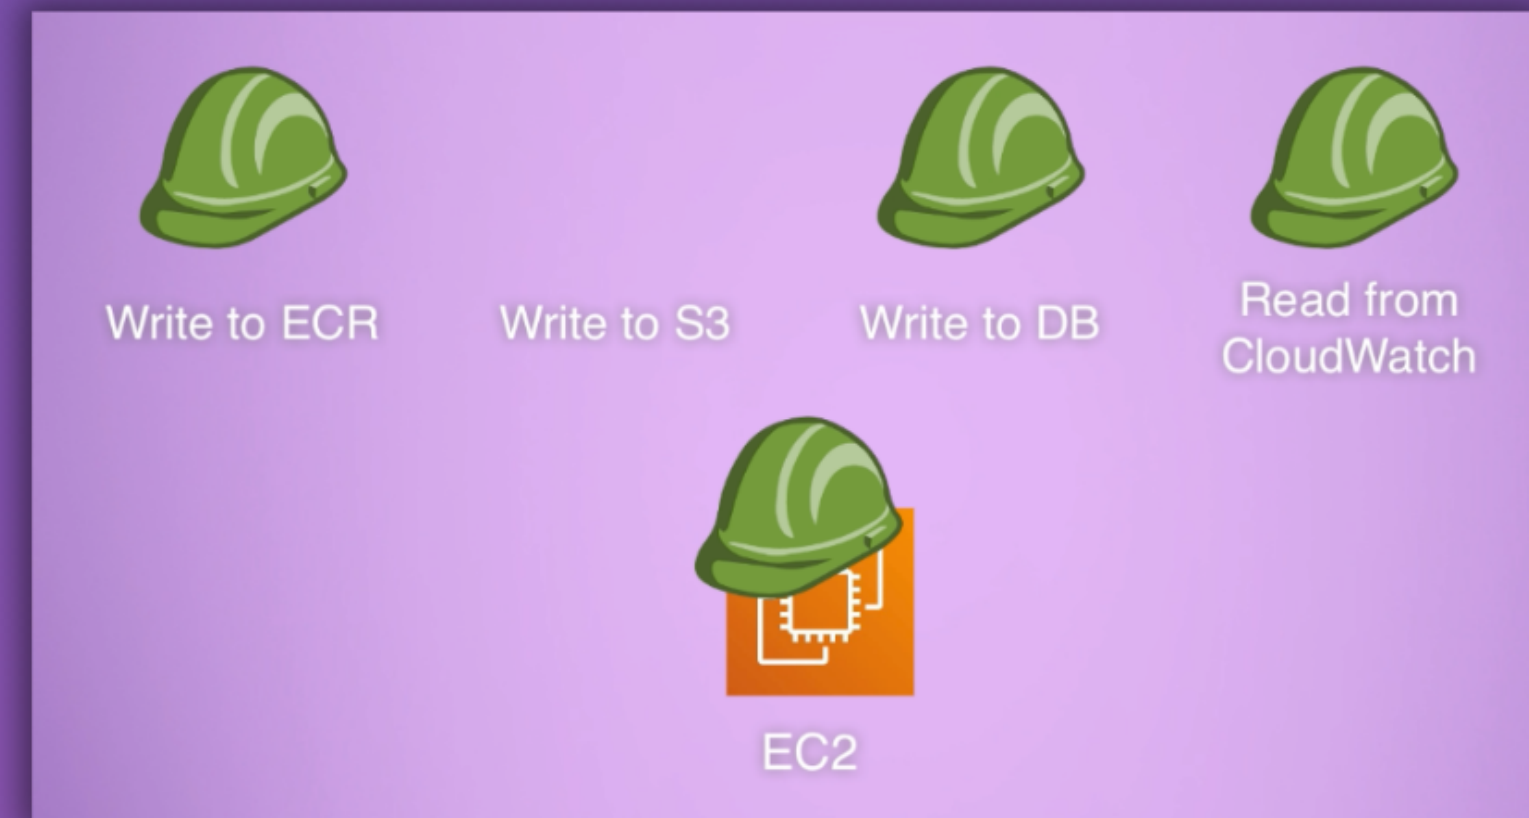 Write to ECR
Write to S3
Write to DB
Read from
CloudWatch
EC2